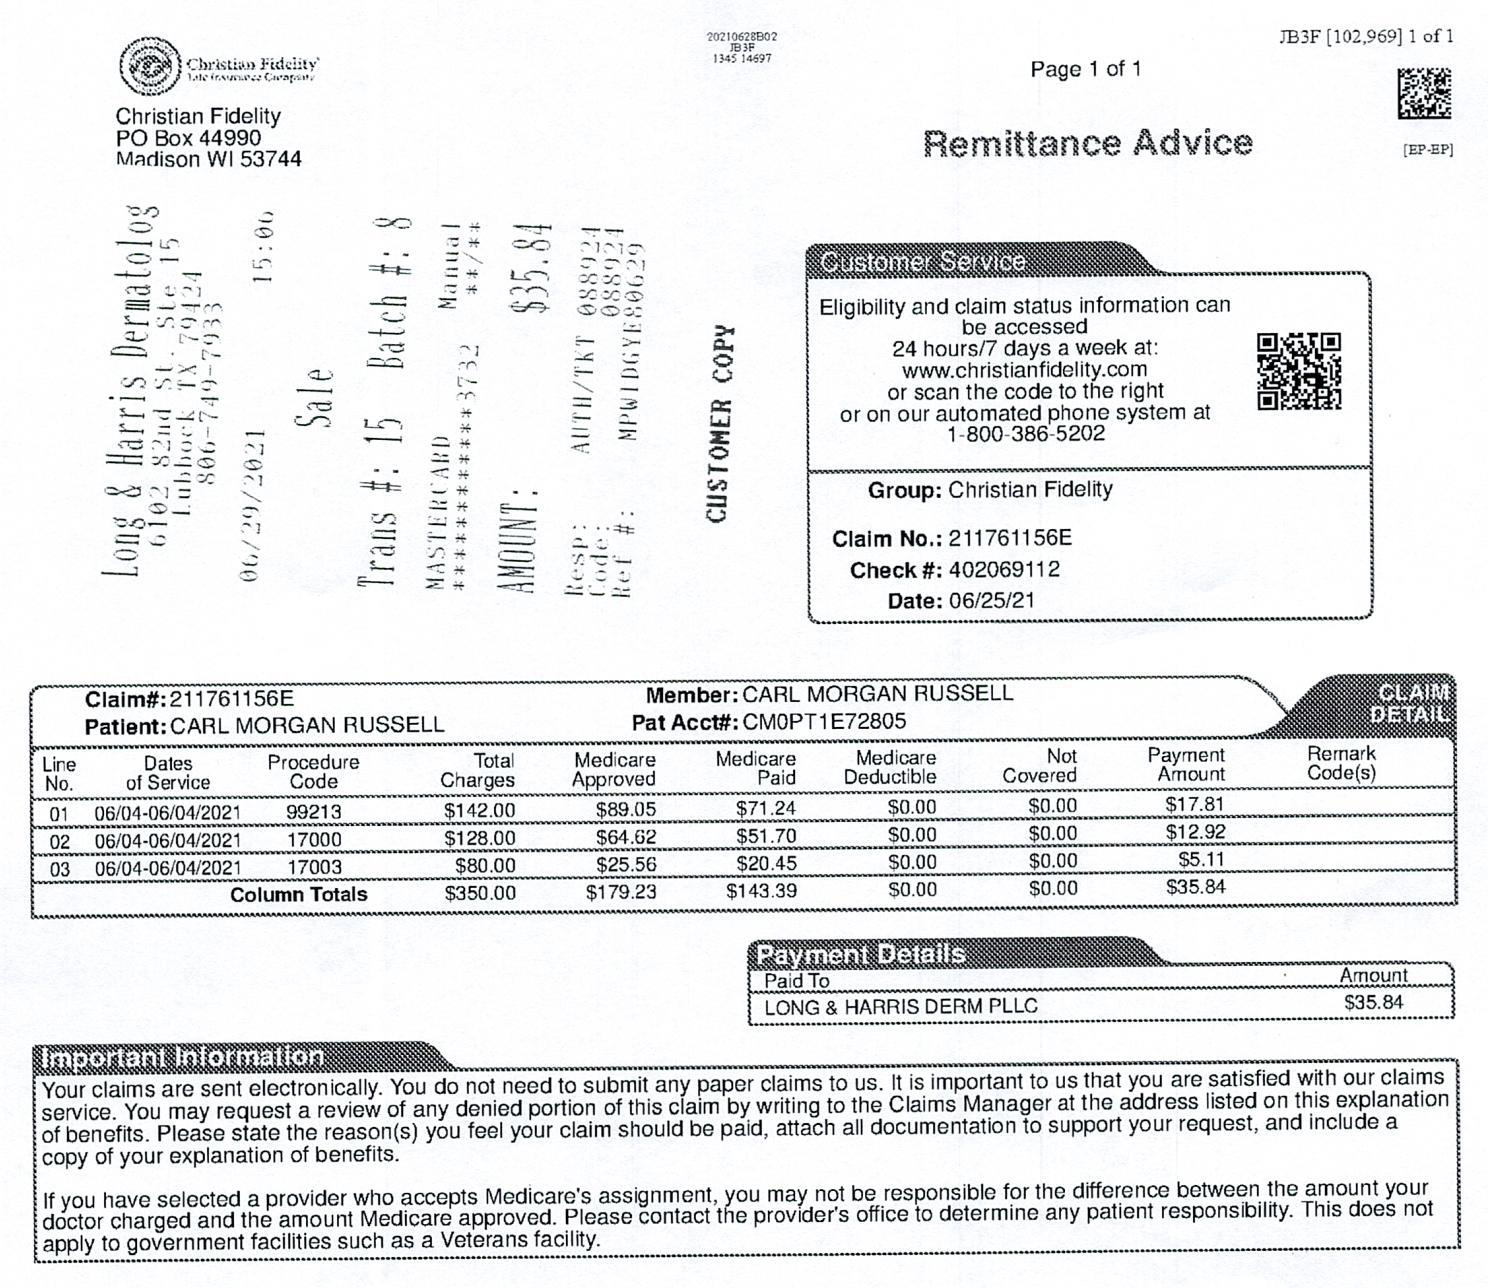 20210628B02
JB3F
1345 14697
JB3F [102,969] 1 of 1
Page 1 of 1
Christian Fidelity
Life Insurance Company
Christian Fidelity
PO Box 44990
Madison WI 53744
Remittance Advice
[EP-EP]
Long & Harris Dermatolog
6102 82nd St. Ste 15
Lubbock TX 79424
806-749-7933
06/29/2021 15:06
Sale
Trans #: 15 Batch #: 8
MASTERCARD Manual
************3732 **/**
AMOUNT: $35.84
Resp: AUTH/TKT 088924
Code: 088924
Ref #: MPWIDGYE80629
CUSTOMER COPY
Customer Service
Eligibility and claim status information can
be accessed
24 hours/7 days a week at:
www.christianfidelity.com
or scan the code to the right
or on our automated phone system at
1-800-386-5202
Group: Christian Fidelity
Claim No.: 211761156E
Check #: 402069112
Date: 06/25/21
Claim#: 211761156E Member: CARL MORGAN RUSSELL
Patient: CARL MORGAN RUSSELL Pat Acct#: CM0PT1E72805
CLAIM
DETAIL
Line No. Dates of Service Procedure Code Total Charges Medicare Approved Medicare Paid Medicare Deductible Not Covered Payment Amount Remark Code(s)
01 06/04-06/04/2021 99213 $142.00 $89.05 $71.24 $0.00 $0.00 $17.81
02 06/04-06/04/2021 17000 $128.00 $64.62 $51.70 $0.00 $0.00 $12.92
03 06/04-06/04/2021 17003 $80.00 $25.56 $20.45 $0.00 $0.00 $5.11
Column Totals $350.00 $179.23 $143.39 $0.00 $0.00 $35.84
Payment Details
Paid To Amount
LONG & HARRIS DERM PLLC $35.84
Important Information
Your claims are sent electronically. You do not need to submit any paper claims to us. It is important to us that you are satisfied with our claims
service. You may request a review of any denied portion of this claim by writing to the Claims Manager at the address listed on this explanation
of benefits. Please state the reason(s) you feel your claim should be paid, attach all documentation to support your request, and include a
copy of your explanation of benefits.
If you have selected a provider who accepts Medicare's assignment, you may not be responsible for the difference between the amount your
doctor charged and the amount Medicare approved. Please contact the provider's office to determine any patient responsibility. This does not
apply to government facilities such as a Veterans facility.